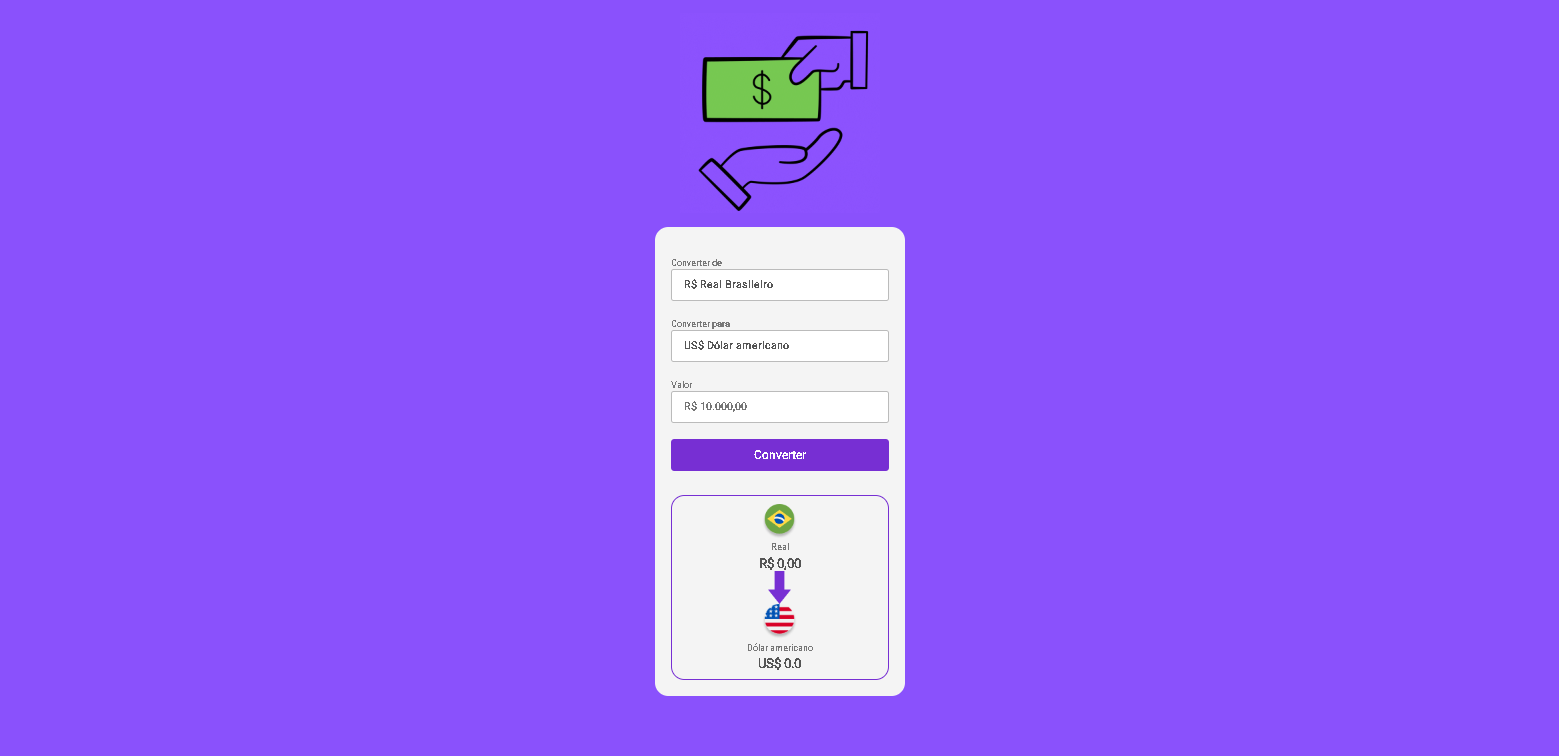 $
Converter de
R$ Real Brasileiro
Converter para
US$ Dólar americano
Valor
R$ 10.000,00
Converter
Real
R$ 0,00
Dólar americano
US$ 0.0